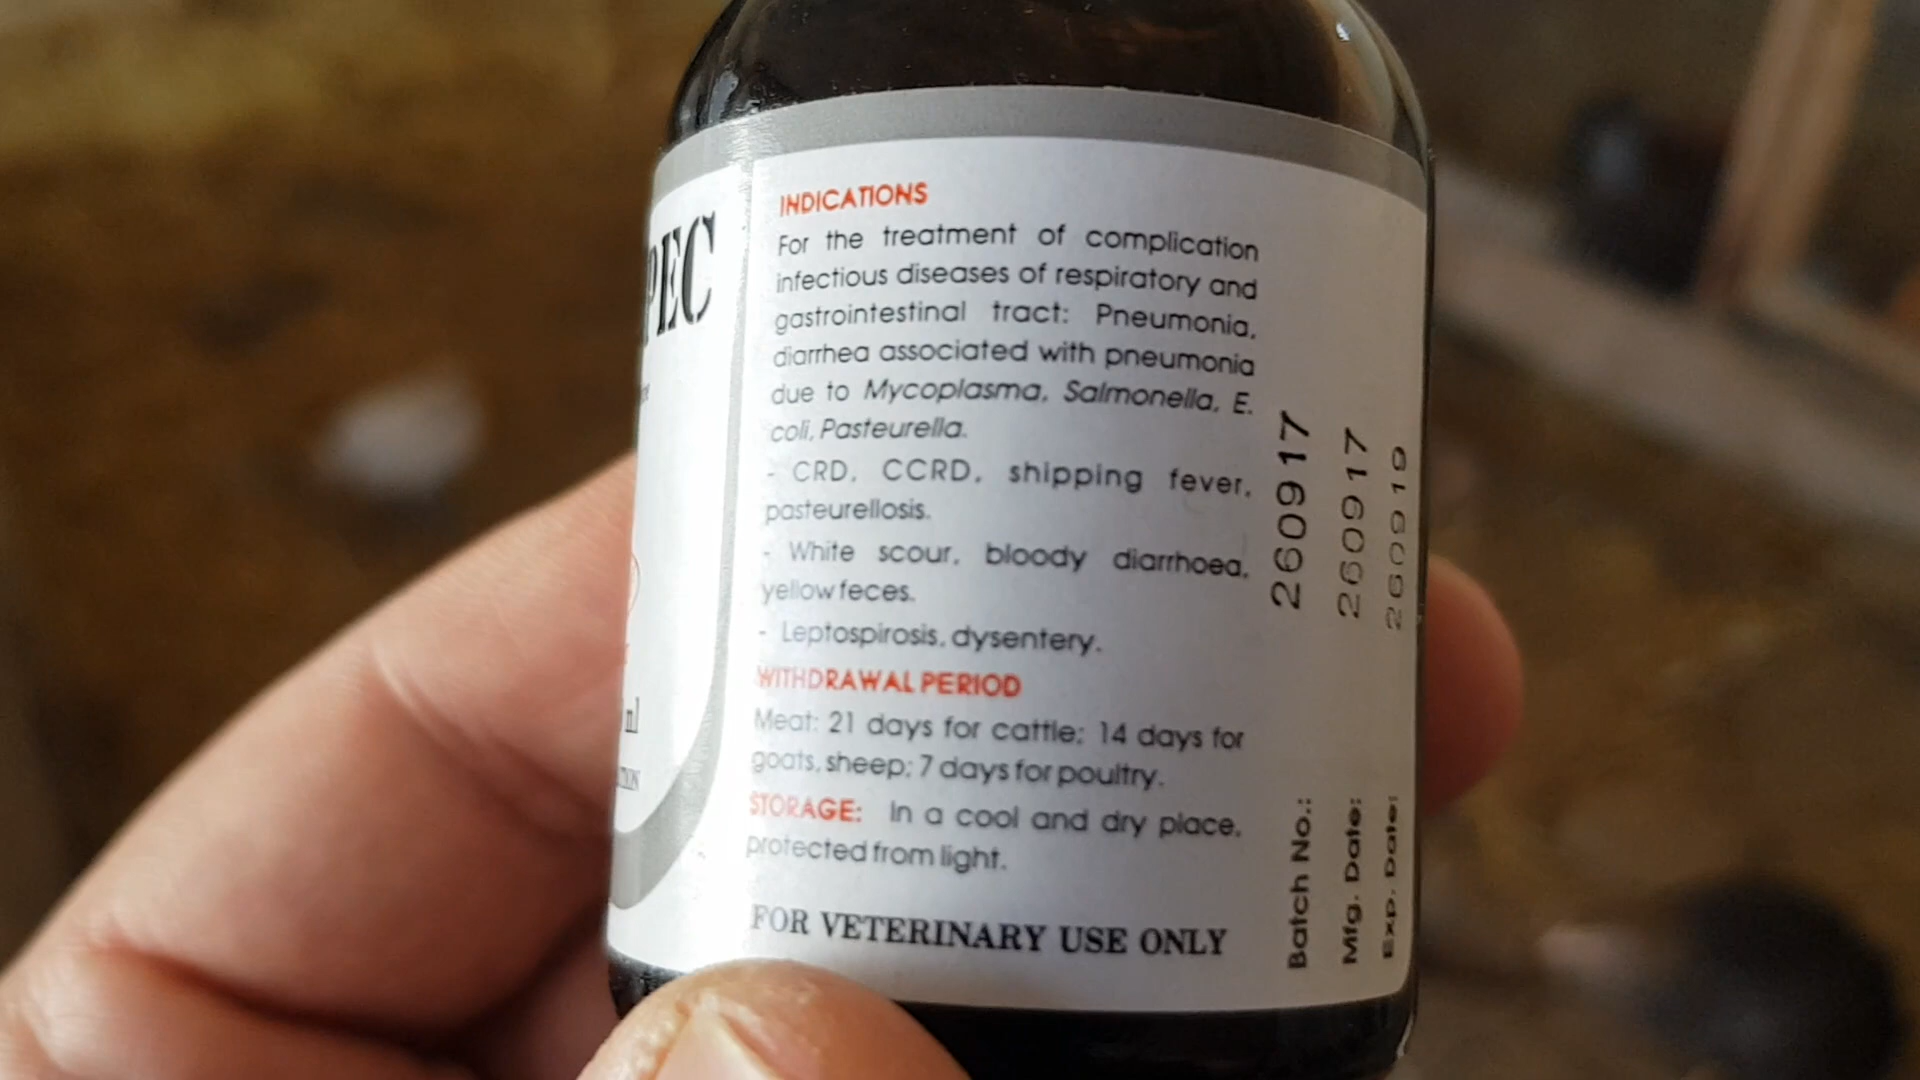 PEC
INDICATIONS
For the treatment of complication
infectious diseases of respiratory and
gastrointestinal tract: Pneumonia,
diarrhea associated with pneumonia
due to Mycoplasma, Salmonella, E.
coli, Pasteurella.
- CRD, CCRD, shipping fever,
pasteurellosis.
- White scour, bloody diarrhoea,
yellow feces.
- Leptospirosis, dysentery.
WITHDRAWAL PERIOD
Meat: 21 days for cattle; 14 days for
goats, sheep; 7 days for poultry.
STORAGE: In a cool and dry place,
protected from light.
FOR VETERINARY USE ONLY
Batch No.: 260917
Mfg. Date: 260917
Exp. Date: 260919